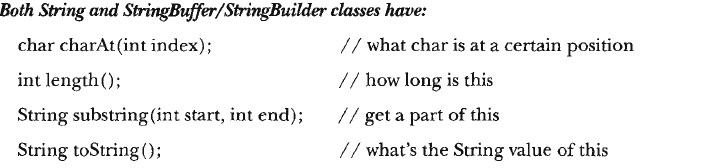 Both String and StringBuffer/StringBuilder classes have:
char charAt(int index); // what char is at a certain position
int length(); // how long is this
String substring(int start, int end); // get a part of this
String toString(); // what's the String value of this